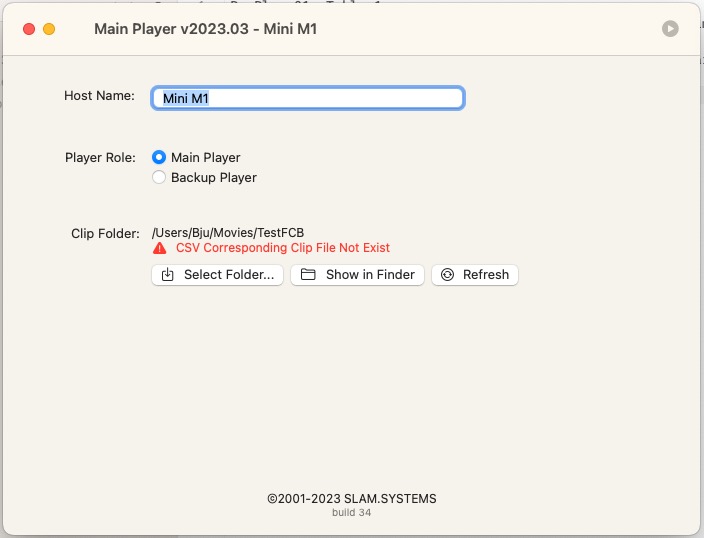 Main Player v2023.03 - Mini M1
Host Name: Mini M1
Player Role: Main Player
Backup Player
Clip Folder: /Users/Bju/Movies/TestFCB
CSV Corresponding Clip File Not Exist
Select Folder... Show in Finder Refresh
©2001-2023 SLAM.SYSTEMS
build 34